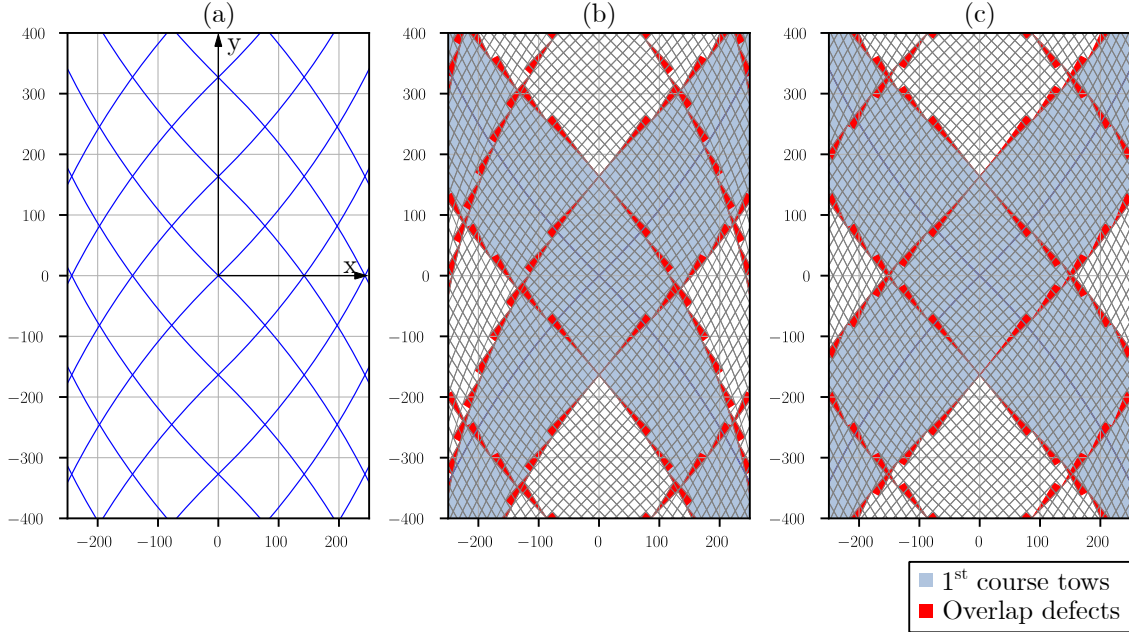 (a) (b) (c)
400 400 400
y
300 300 300
200 200 200
100 100 100
x
0 0 0
−100 −100 −100
−200 −200 −200
−300 −300 −300
−400 −400 −400
−200 −100 0 100 200 −200 −100 0 100 200 −200 −100 0 100 200
1st course tows
Overlap defects